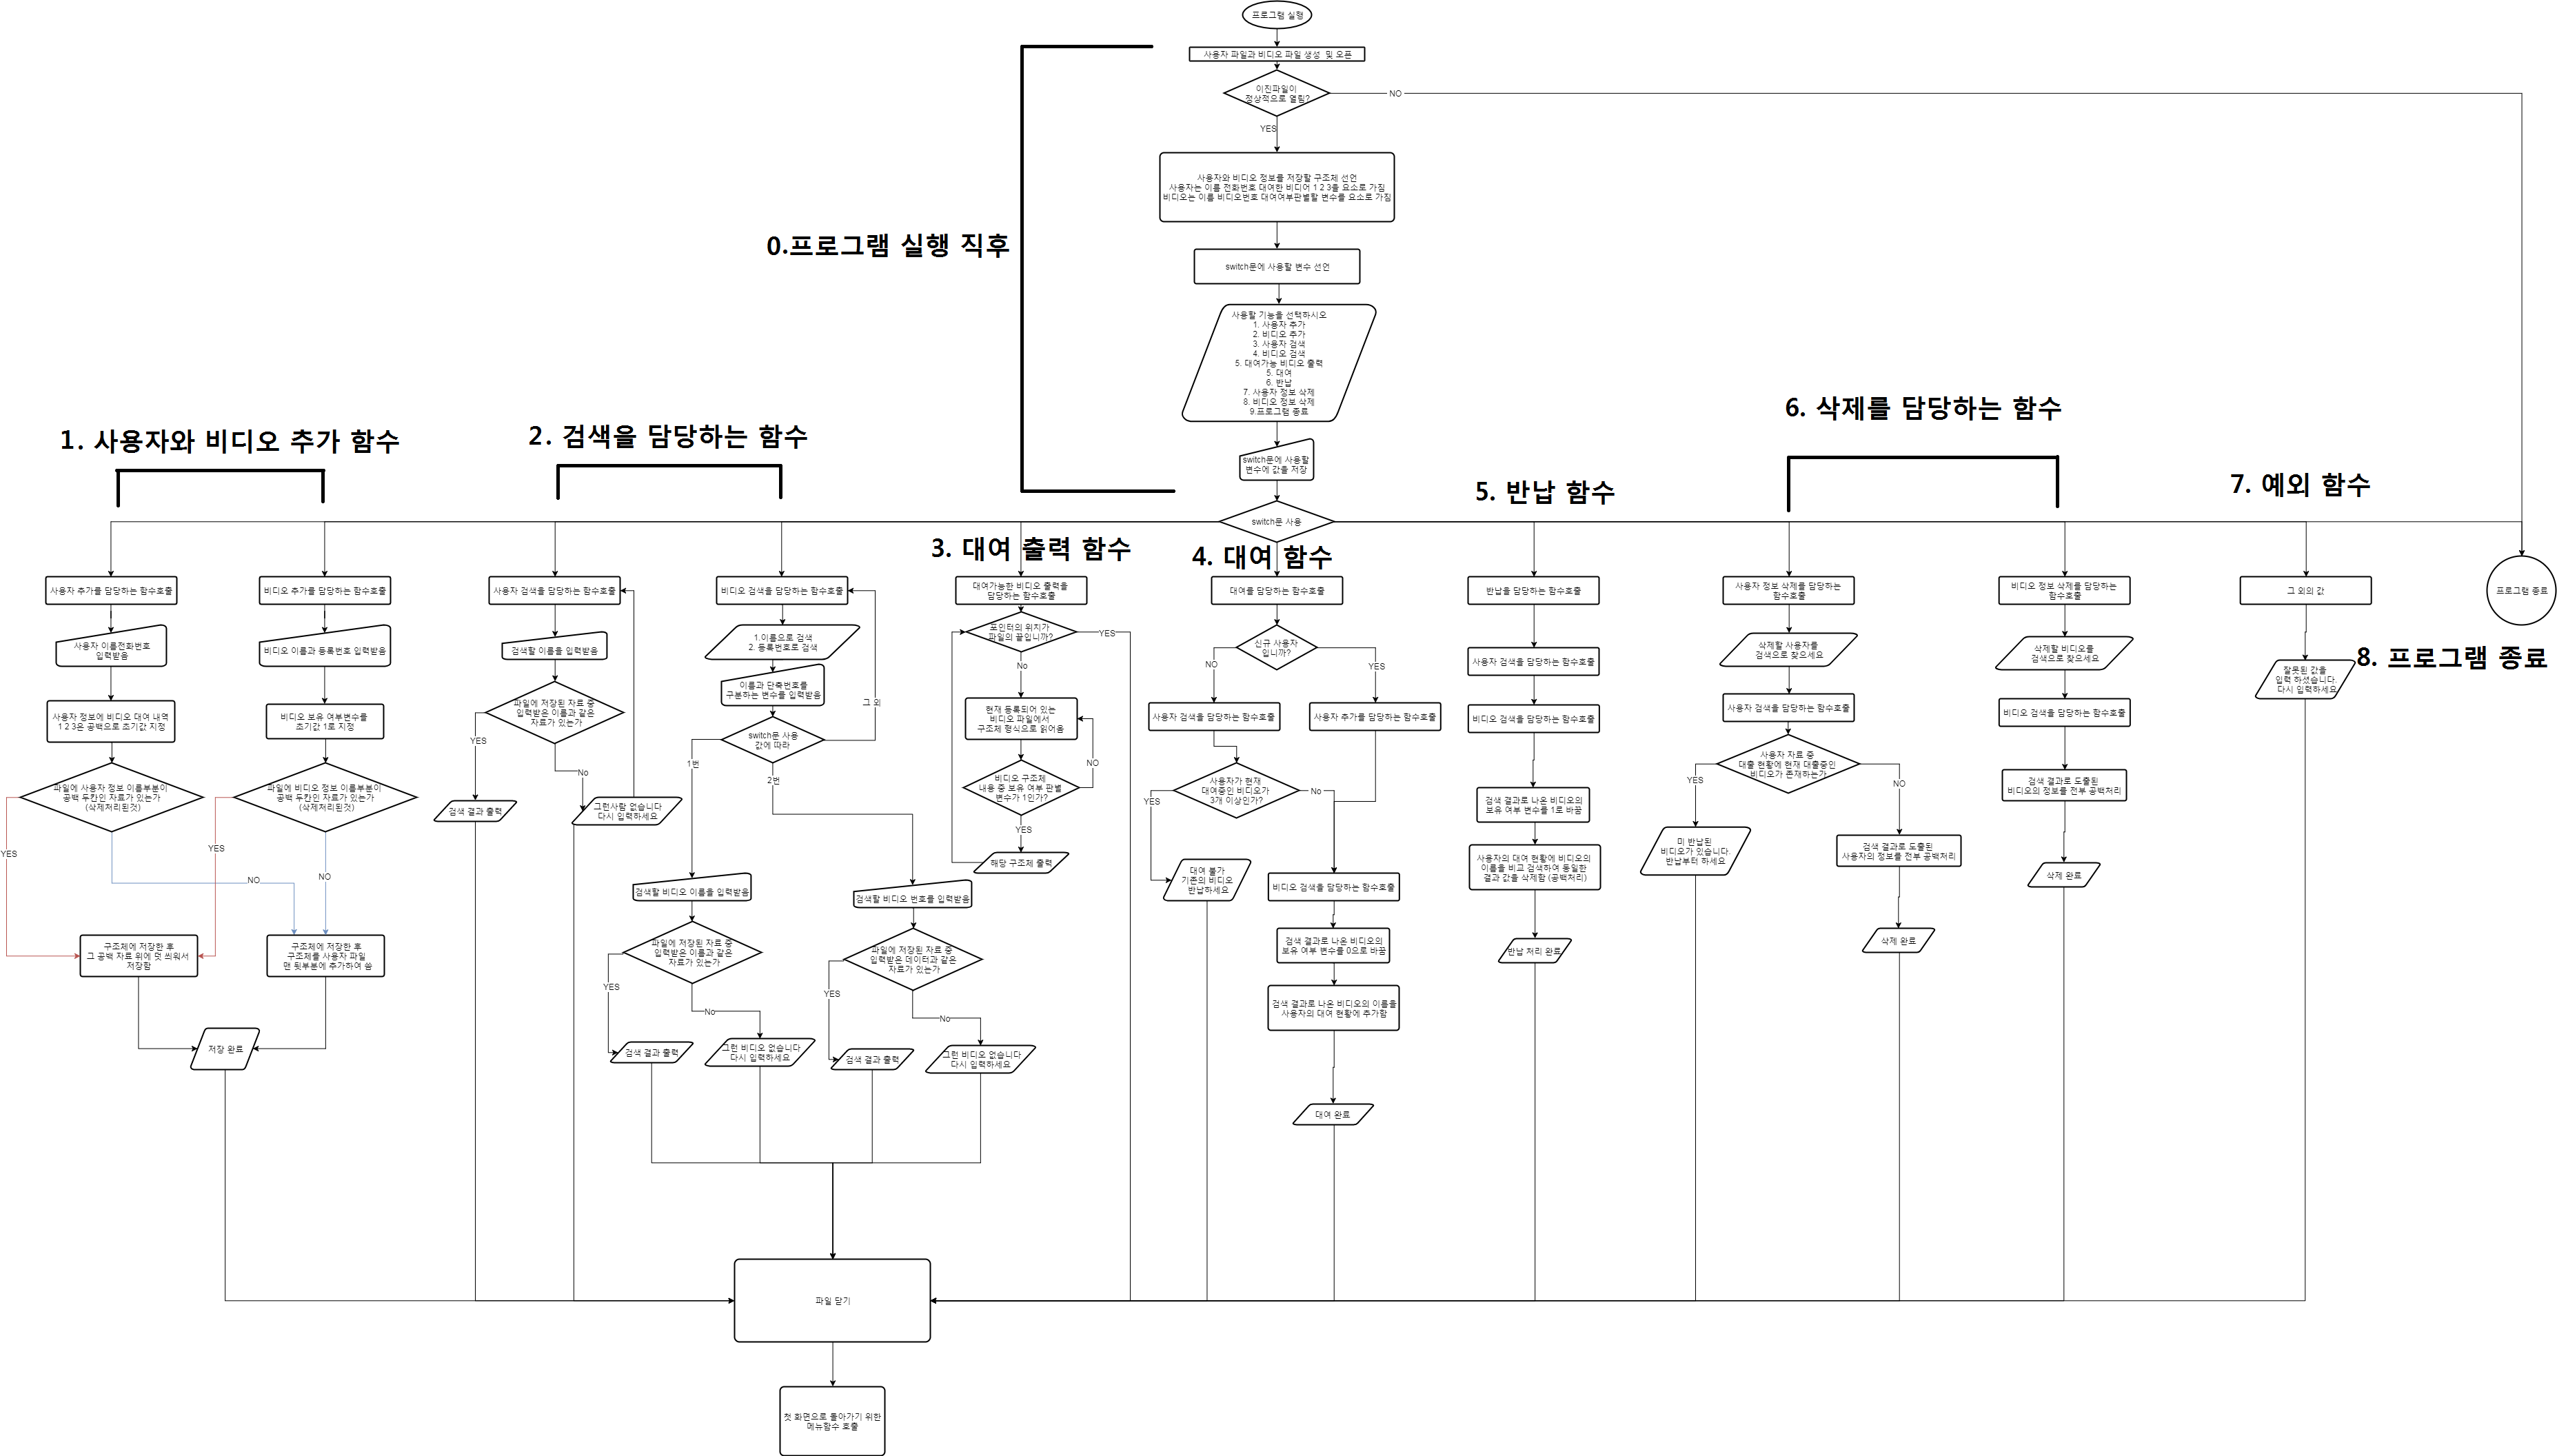 프로그램 실행
사용자 파일과 비디오 파일 생성 및 오픈
이진파일이
정상적으로 열림?
NO
YES
사용자와 비디오 정보를 저장할 구조체 선언
사용자는 이름 전화번호 대여한 비디어 1 2 3을 요소로 가짐
비디오는 이름 비디오번호 대여여부판별할 변수를 요소로 가짐
0.프로그램 실행 직후
switch문에 사용할 변수 선언
사용할 기능을 선택하시오
1. 사용자 추가
2. 비디오 추가
3. 사용자 검색
4. 비디오 검색
5. 대여가능 비디오 출력
5. 대여
6. 반납
7. 사용자 정보 삭제
8. 비디오 정보 삭제
9.프로그램 종료
switch문에 사용할
변수에 값을 저장
switch문 사용
1. 사용자와 비디오 추가 함수
사용자 추가를 담당하는 함수호출
사용자 이름전화번호
입력받음
사용자 정보에 비디오 대여 내역
1 2 3은 공백으로 초기값 지정
파일에 사용자 정보 이름부분이
공백 두칸인 자료가 있는가
(삭제처리된것)
YES
NO
구조체에 저장한 후
그 공백 자료 위에 덧 씌워서
저장함
비디오 추가를 담당하는 함수호출
비디오 이름과 등록번호 입력받음
비디오 보유 여부변수를
초기값 1로 지정
파일에 비디오 정보 이름부분이
공백 두칸인 자료가 있는가
(삭제처리된것)
YES
NO
구조체에 저장한 후
구조체를 사용자 파일
맨 뒷부분에 추가하여 씀
저장 완료
2. 검색을 담당하는 함수
사용자 검색을 담당하는 함수호출
검색할 이름을 입력받음
파일에 저장된 자료 중
입력받은 이름과 같은
자료가 있는가
YES
No
검색 결과 출력
그런사람 없습니다
다시 입력하세요
비디오 검색을 담당하는 함수호출
1.이름으로 검색
2. 등록번호로 검색
이름과 단축번호를
구분하는 변수를 입력받음
그 외
switch문 사용
값에 따라
1번
2번
검색할 비디오 이름을 입력받음
파일에 저장된 자료 중
입력받은 이름과 같은
자료가 있는가
YES
No
검색 결과 출력
그런 비디오 없습니다
다시 입력하세요
검색할 비디오 번호를 입력받음
파일에 저장된 자료 중
입력받은 데이터과 같은
자료가 있는가
YES
No
검색 결과 출력
그런 비디오 없습니다
다시 입력하세요
3. 대여 출력 함수
대여가능한 비디오 출력을
담당하는 함수호출
포인터의 위치가
파일의 끝입니까?
YES
No
현재 등록되어 있는
비디오 파일에서
구조체 형식으로 읽어옴
비디오 구조체
내용 중 보유 여부 판별
변수가 1인가?
NO
YES
해당 구조체 출력
4. 대여 함수
대여를 담당하는 함수호출
신규 사용자
입니까?
NO
YES
사용자 검색을 담당하는 함수호출
사용자 추가를 담당하는 함수호출
사용자가 현재
대여중인 비디오가
3개 이상인가?
YES
No
대여 불가
기존의 비디오
반납하세요
비디오 검색을 담당하는 함수호출
검색 결과로 나온 비디오의
보유 여부 변수를 0으로 바꿈
검색 결과로 나온 비디오의 이름을
사용자의 대여 현황에 추가함
대여 완료
5. 반납 함수
반납을 담당하는 함수호출
사용자 검색을 담당하는 함수호출
비디오 검색을 담당하는 함수호출
검색 결과로 나온 비디오의
보유 여부 변수를 1로 바꿈
사용자의 대여 현황에 비디오의
이름을 비교 검색하여 동일한
결과 값을 삭제함 (공백처리)
반납 처리 완료
6. 삭제를 담당하는 함수
사용자 정보 삭제를 담당하는
함수호출
삭제할 사용자를
검색으로 찾으세요
사용자 검색을 담당하는 함수호출
사용자 자료 중
대출 현황에 현재 대출중인
비디오가 존재하는가
YES
NO
미 반납된
비디오가 있습니다.
반납부터 하세요
검색 결과로 도출된
사용자의 정보를 전부 공백처리
삭제 완료
비디오 정보 삭제를 담당하는
함수호출
삭제할 비디오를
검색으로 찾으세요
비디오 검색을 담당하는 함수호출
검색 결과로 도출된
비디오의 정보를 전부 공백처리
삭제 완료
7. 예외 함수
그 외의 값
잘못된 값을
입력 하셨습니다.
다시 입력하세요
프로그램 종료
8. 프로그램 종료
파일 닫기
첫 화면으로 돌아가기 위한
메뉴함수 호출